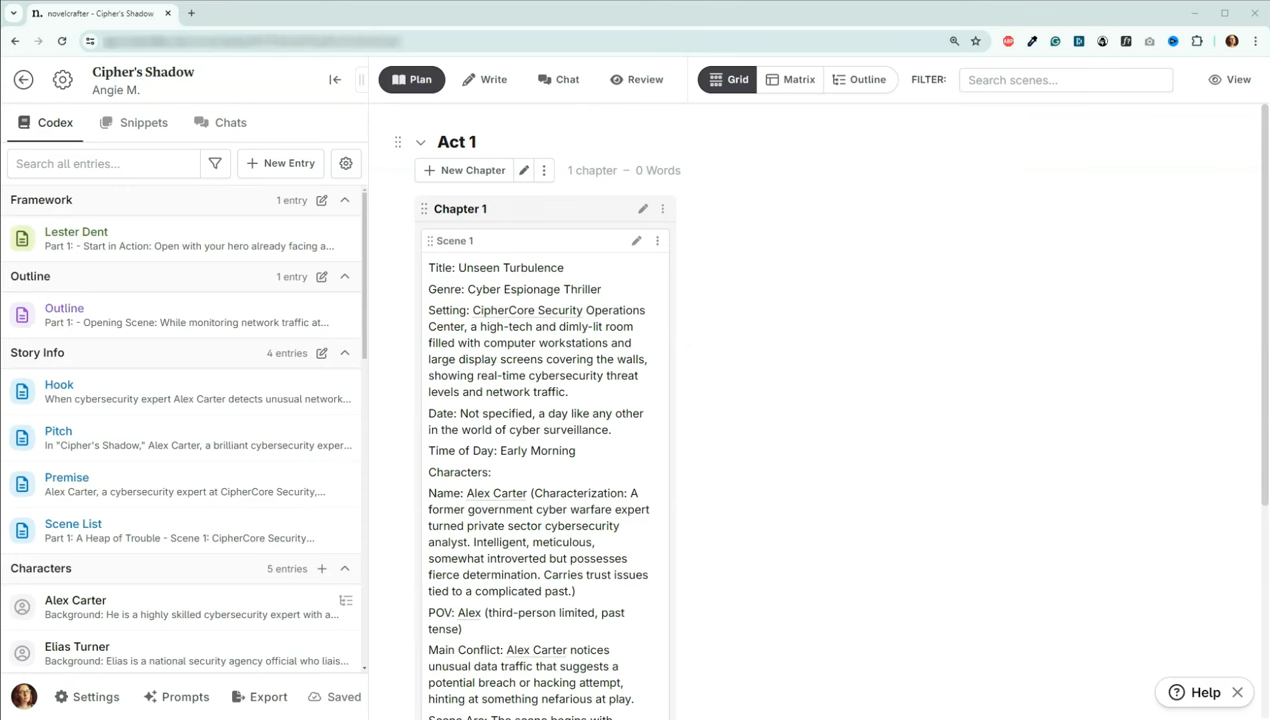 novelcrafter - Cipher's Shadow
Cipher's Shadow
Angie M.
Plan
Write
Chat
Review
Grid
Matrix
Outline
FILTER:
Search scenes...
View
Codex
Snippets
Chats
Search all entries...
New Entry
Framework
1 entry
Lester Dent
Part 1: - Start in Action: Open with your hero already facing a...
Outline
1 entry
Outline
Part 1: - Opening Scene: While monitoring network traffic at...
Story Info
4 entries
Hook
When cybersecurity expert Alex Carter detects unusual network...
Pitch
In "Cipher's Shadow," Alex Carter, a brilliant cybersecurity exper...
Premise
Alex Carter, a cybersecurity expert at CipherCore Security,...
Scene List
Part 1: A Heap of Trouble - Scene 1: CipherCore Security...
Characters
5 entries
Alex Carter
Background: He is a highly skilled cybersecurity expert with a...
Elias Turner
Background: Elias is a national security agency official who liais...
Settings
Prompts
Export
Saved
Act 1
New Chapter
1 chapter – 0 Words
Chapter 1
Scene 1
Title: Unseen Turbulence
Genre: Cyber Espionage Thriller
Setting: CipherCore Security Operations
Center, a high-tech and dimly-lit room
filled with computer workstations and
large display screens covering the walls,
showing real-time cybersecurity threat
levels and network traffic.
Date: Not specified, a day like any other
in the world of cyber surveillance.
Time of Day: Early Morning
Characters:
Name: Alex Carter (Characterization: A
former government cyber warfare expert
turned private sector cybersecurity
analyst. Intelligent, meticulous,
somewhat introverted but possesses
fierce determination. Carries trust issues
tied to a complicated past.)
POV: Alex (third-person limited, past
tense)
Main Conflict: Alex Carter notices
unusual data traffic that suggests a
potential breach or hacking attempt,
hinting at something nefarious at play.
Scene Arc: The scene begins with
Help